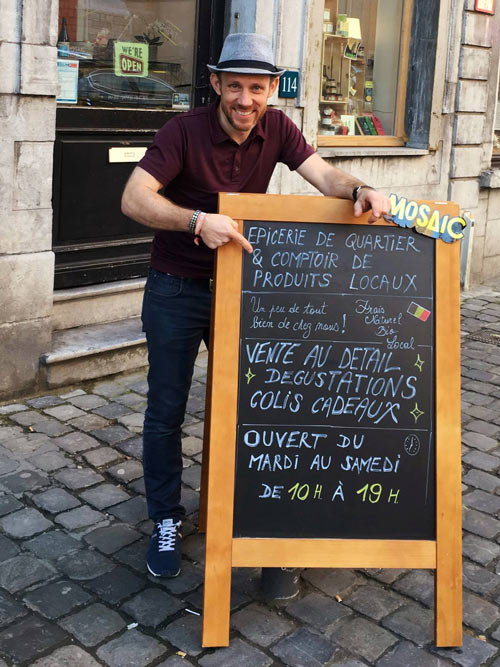 WE'RE
OPEN
114
MOSAIC
EPICERIE DE QUARTIER
& COMPTOIR DE
PRODUITS LOCAUX
Un peu de tout
bien de chez nous !
Frais
Naturel
Bio
Local
VENTE AU DETAIL
DEGUSTATIONS
COLIS CADEAUX
OUVERT DU
MARDI AU SAMEDI
DE 10 H. À 19 H.